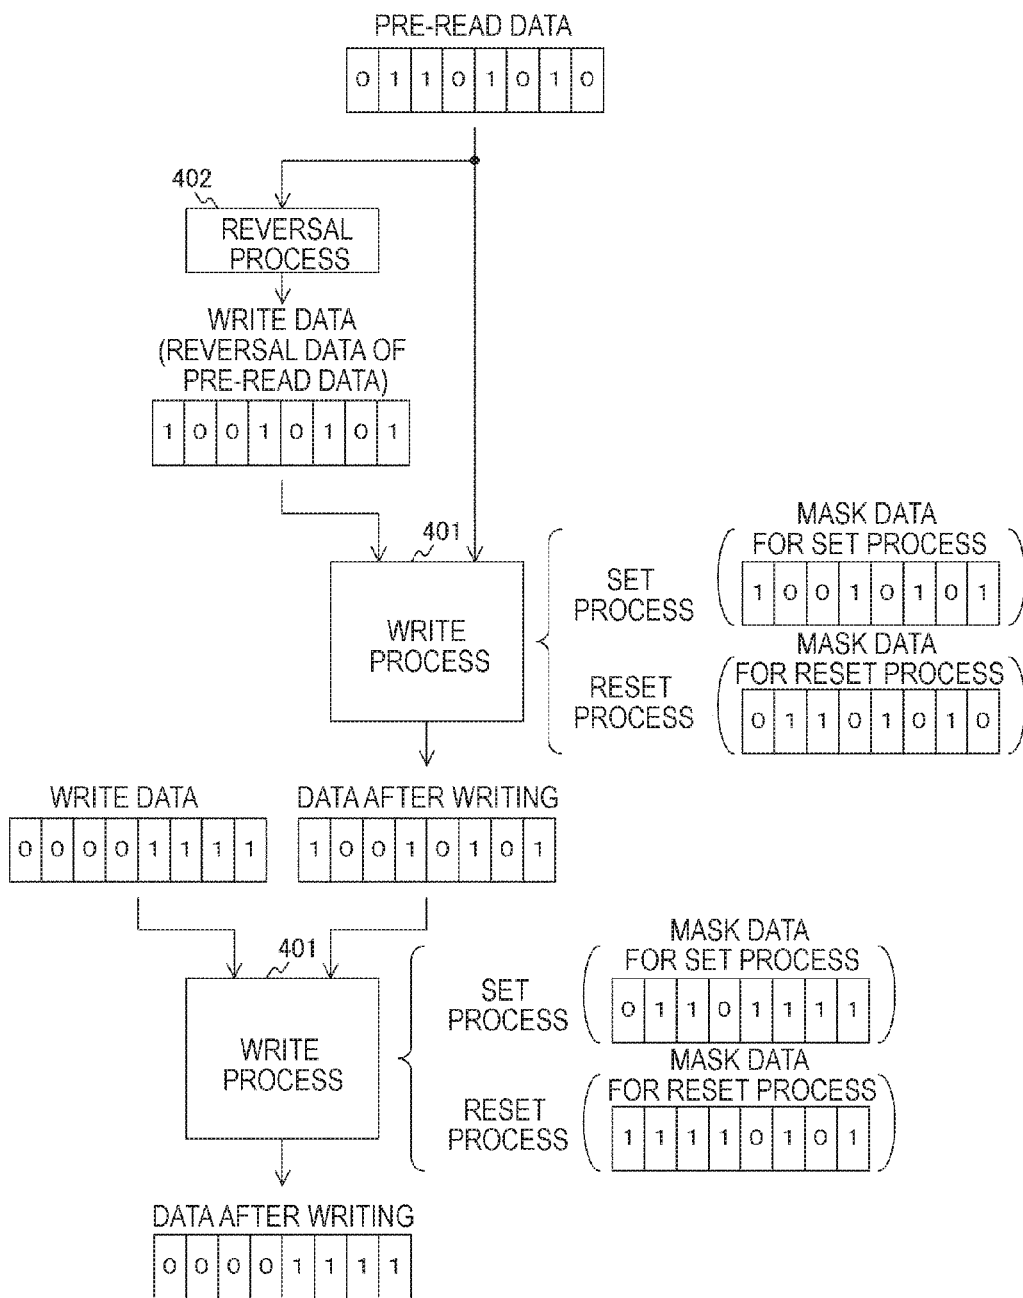 PRE-READ DATA
0 1 1 0 1 0 1 0
402
REVERSAL
PROCESS
WRITE DATA
(REVERSAL DATA OF
PRE-READ DATA)
1 0 0 1 0 1 0 1
401
WRITE
PROCESS
SET
PROCESS
MASK DATA
FOR SET PROCESS
1 0 0 1 0 1 0 1
RESET
PROCESS
MASK DATA
FOR RESET PROCESS
0 1 1 0 1 0 1 0
WRITE DATA
0 0 0 0 1 1 1 1
DATA AFTER WRITING
1 0 0 1 0 1 0 1
401
WRITE
PROCESS
SET
PROCESS
MASK DATA
FOR SET PROCESS
0 1 1 0 1 1 1 1
RESET
PROCESS
MASK DATA
FOR RESET PROCESS
1 1 1 1 0 1 0 1
DATA AFTER WRITING
0 0 0 0 1 1 1 1